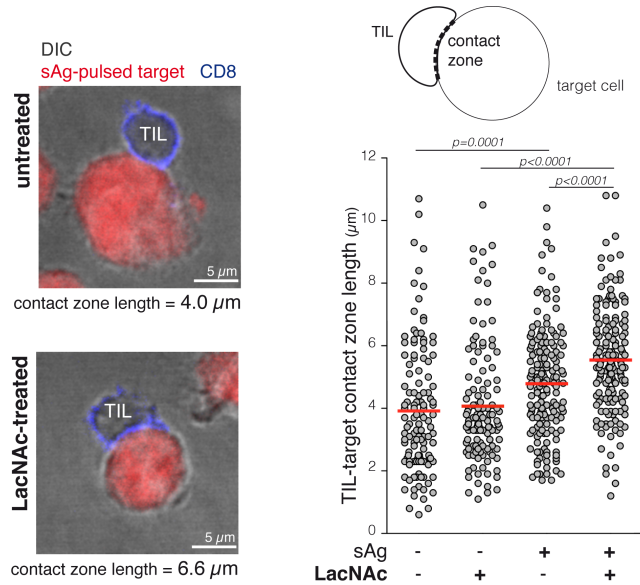 DIC
sAg-pulsed target CD8
untreated
TIL
5 µm
contact zone length = 4.0 µm
LacNAc-treated
TIL
5 µm
contact zone length = 6.6 µm
TIL
contact
zone
target cell
p=0.0001
p<0.0001
p<0.0001
TIL-target contact zone length (µm)
12
10
8
6
4
2
0
sAg - - + +
LacNAc - + - +